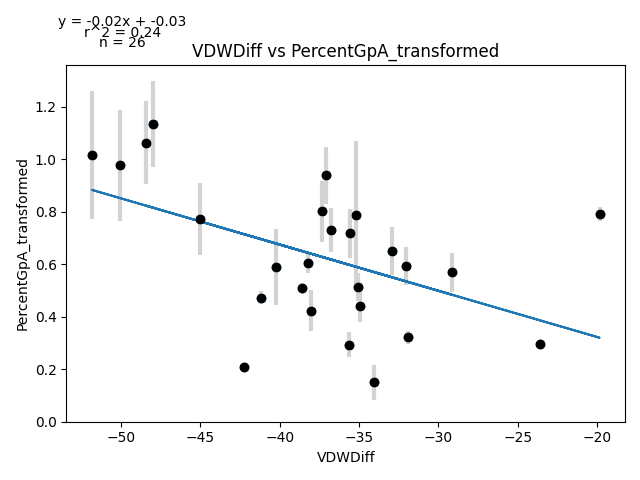 y = -0.02x + -0.03
r^2 = 0.24
n = 26
VDWDiff vs PercentGpA_transformed
PercentGpA_transformed
1.2
1.0
0.8
0.6
0.4
0.2
0.0
−50
−45
−40
−35
−30
−25
−20
VDWDiff